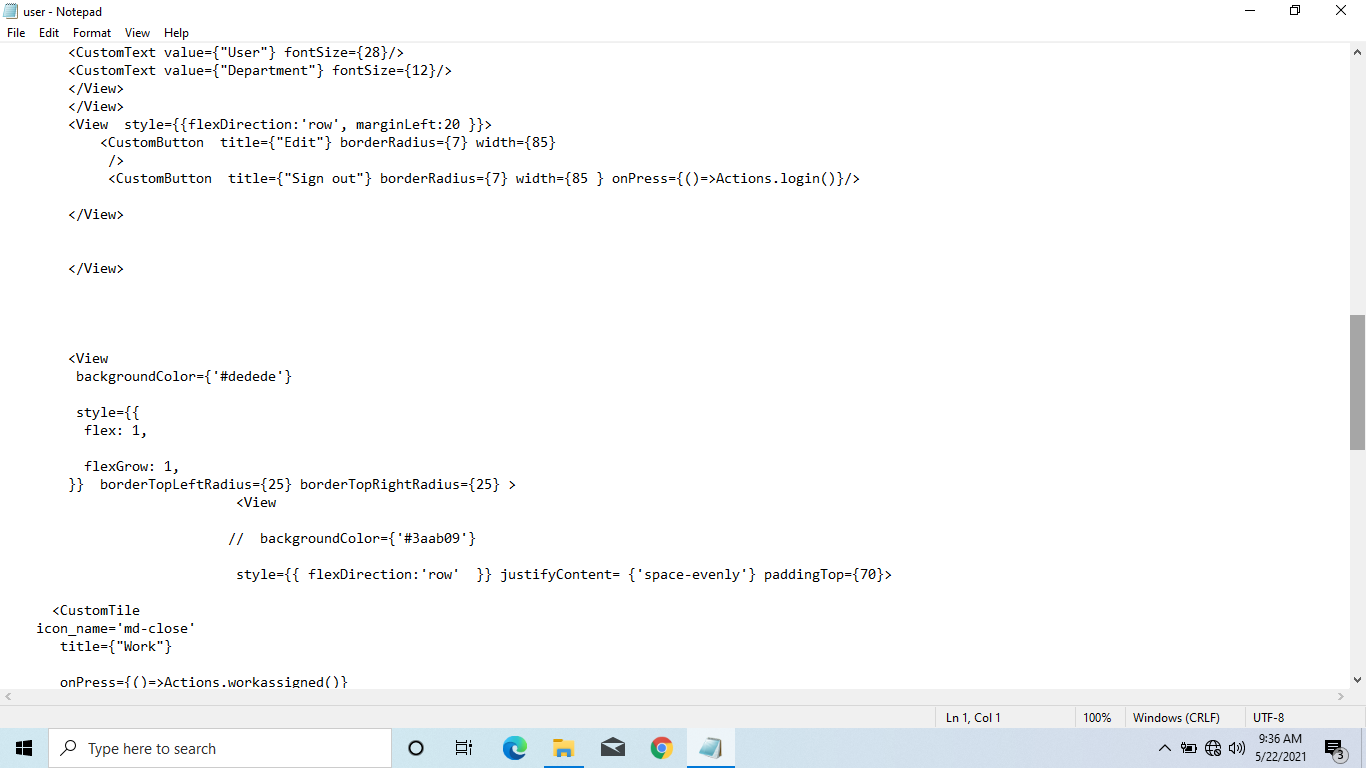 user - Notepad
File Edit Format View Help
<CustomText value={"User"} fontSize={28}/>
<CustomText value={"Department"} fontSize={12}/>
</View>
</View>
<View  style={{flexDirection:'row', marginLeft:20 }}>
<CustomButton  title={"Edit"} borderRadius={7} width={85}
/>
<CustomButton  title={"Sign out"} borderRadius={7} width={85 } onPress={()=>Actions.login()}/>
</View>
</View>
<View
backgroundColor={'#dedede'}
style={{
flex: 1,
flexGrow: 1,
}}  borderTopLeftRadius={25} borderTopRightRadius={25} >
<View
//  backgroundColor={'#3aab09'}
style={{ flexDirection:'row'  }} justifyContent= {'space-evenly'} paddingTop={70}>
<CustomTile
icon_name='md-close'
title={"Work"}
onPress={()=>Actions.workassigned()}
Ln 1, Col 1 100% Windows (CRLF) UTF-8
Type here to search
9:36 AM
5/22/2021
3